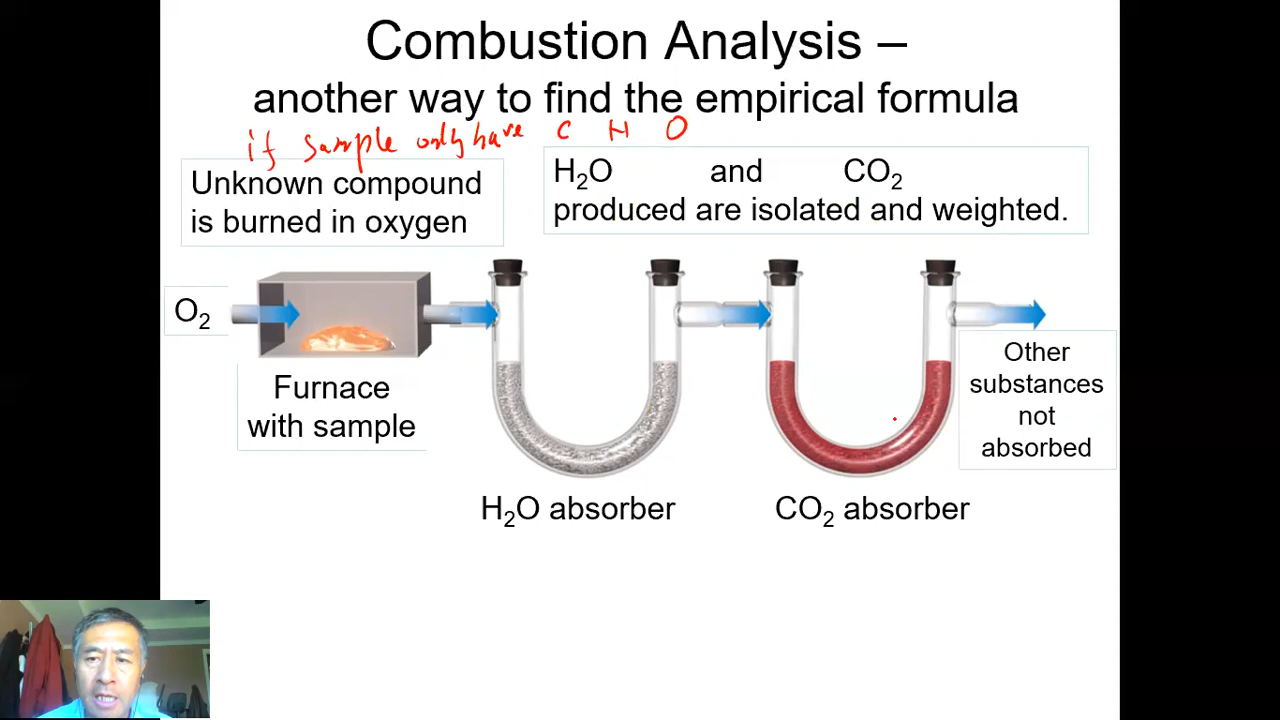 Combustion Analysis –
another way to find the empirical formula
if sample only have C H O
Unknown compound
is burned in oxygen
H₂O and CO₂
produced are isolated and weighted.
O₂
Furnace
with sample
Other
substances
not
absorbed
H₂O absorber
CO₂ absorber